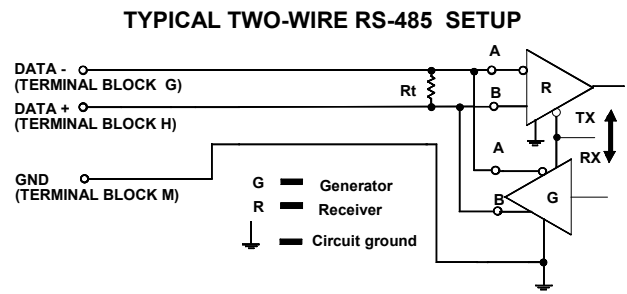 TYPICAL TWO-WIRE RS-485 SETUP
A
DATA -
(TERMINAL BLOCK G)
Rt
R
DATA +
(TERMINAL BLOCK H)
B
TX
A
RX
GND
(TERMINAL BLOCK M)
G Generator
B
G
R Receiver
Circuit ground